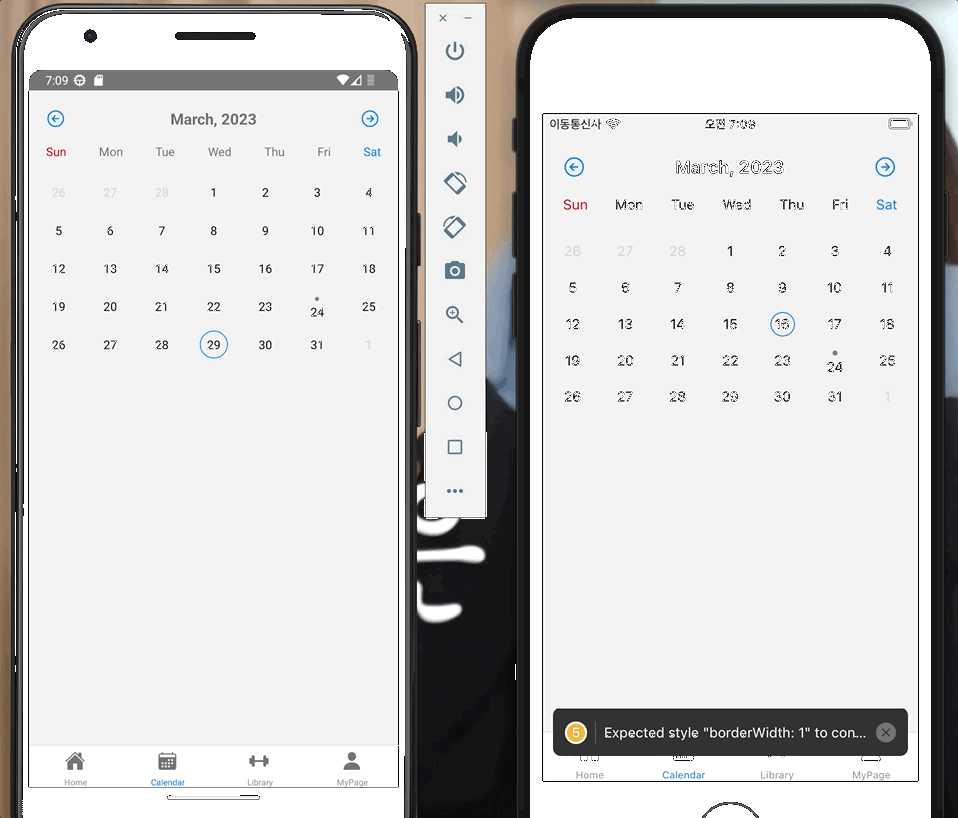 7:09
March, 2023
Sun Mon Tue Wed Thu Fri Sat
26 27 28 1 2 3 4
5 6 7 8 9 10 11
12 13 14 15 16 17 18
19 20 21 22 23 24 25
26 27 28 29 30 31 1
Home Calendar Library MyPage
이동통신사 오전 7:09
March, 2023
Sun Mon Tue Wed Thu Fri Sat
26 27 28 1 2 3 4
5 6 7 8 9 10 11
12 13 14 15 16 17 18
19 20 21 22 23 24 25
26 27 28 29 30 31 1
5 Expected style "borderWidth: 1" to con...
Home Calendar Library MyPage